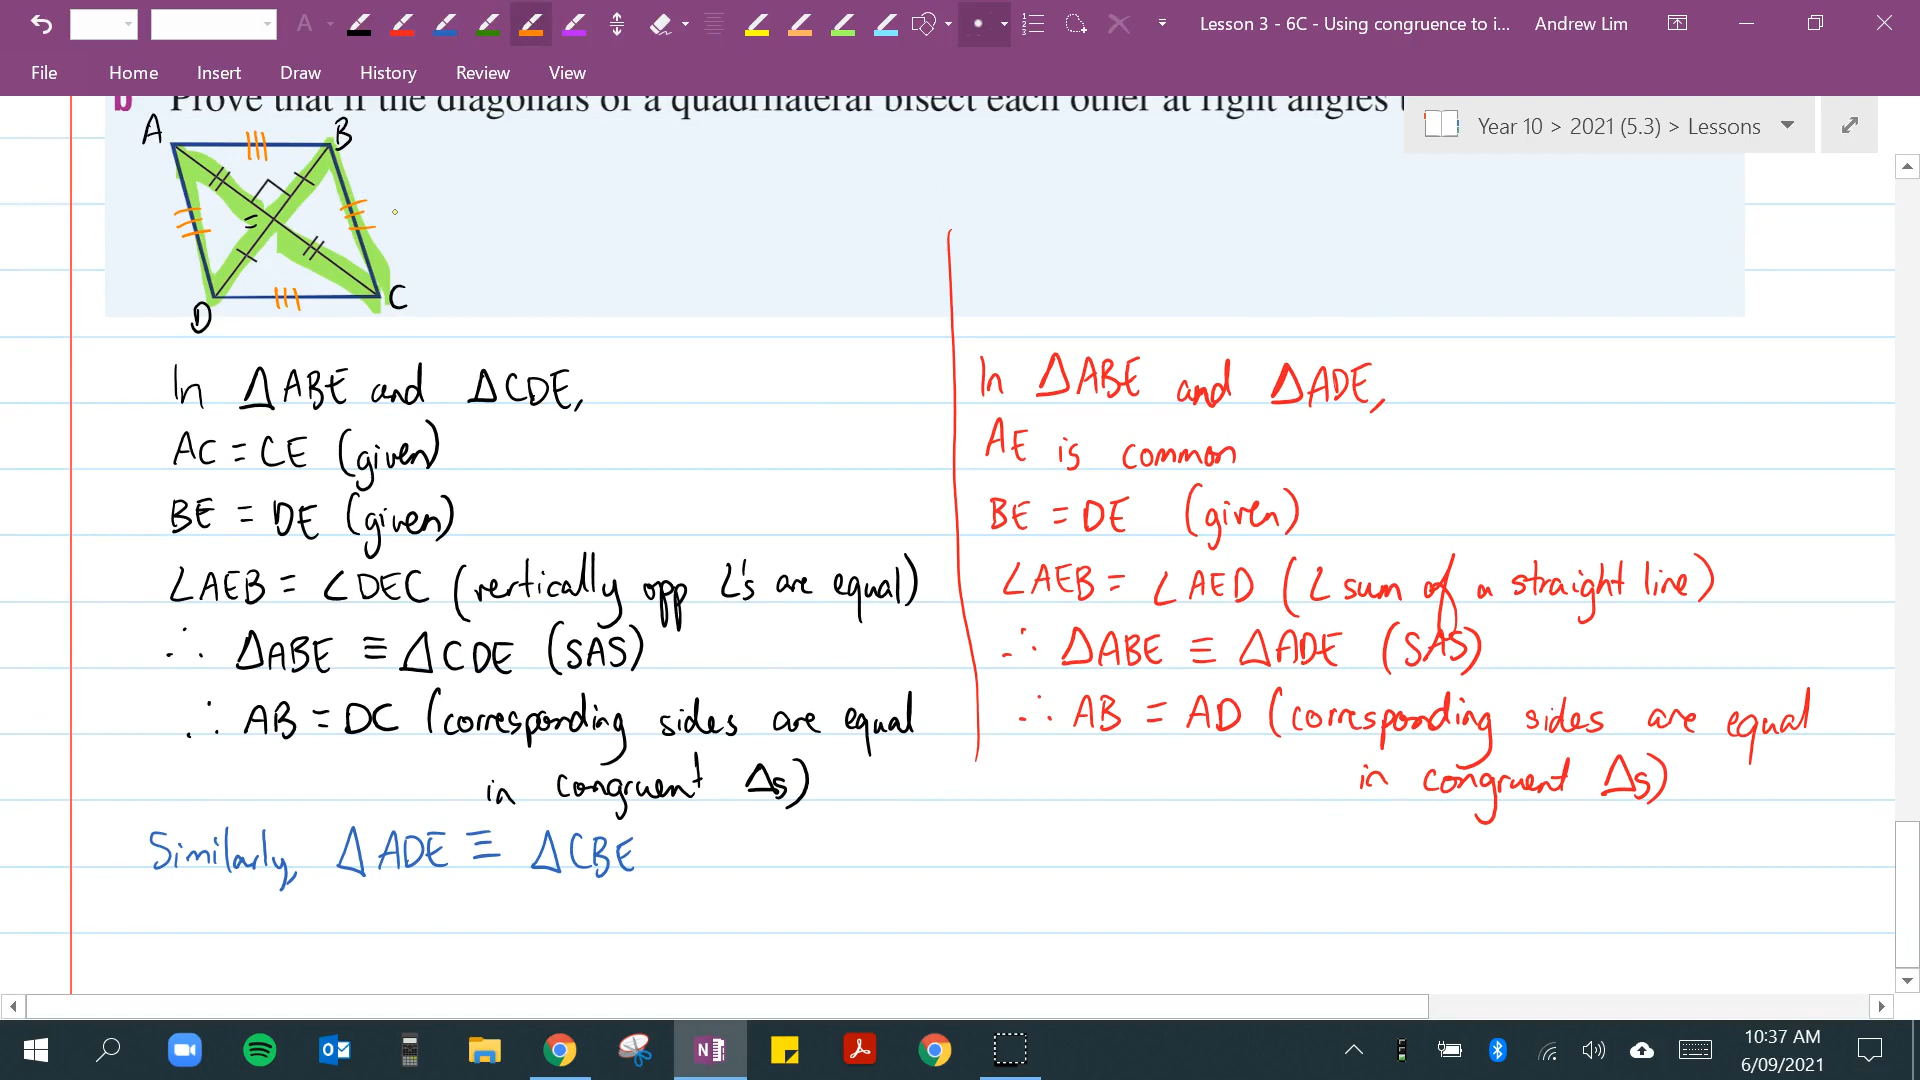 Lesson 3 - 6C - Using congruence to i...
Andrew Lim
File Home Insert Draw History Review View
b Prove that if the diagonals of a quadrilateral bisect each other at right angles
Year 10 > 2021 (5.3) > Lessons
A
B
E
D
C
In ΔABE and ΔCDE,
AC = CE (given)
BE = DE (given)
∠AEB = ∠DEC (vertically opp ∠'s are equal)
∴ ΔABE ≡ ΔCDE (SAS)
∴ AB = DC (corresponding sides are equal
in congruent Δs)
Similarly, ΔADE ≡ ΔCBE
In ΔABE and ΔADE,
AE is common
BE = DE (given)
∠AEB = ∠AED (∠ sum of a straight line)
∴ ΔABE ≡ ΔADE (SAS)
∴ AB = AD (corresponding sides are equal
in congruent Δs)
10:37 AM
6/09/2021